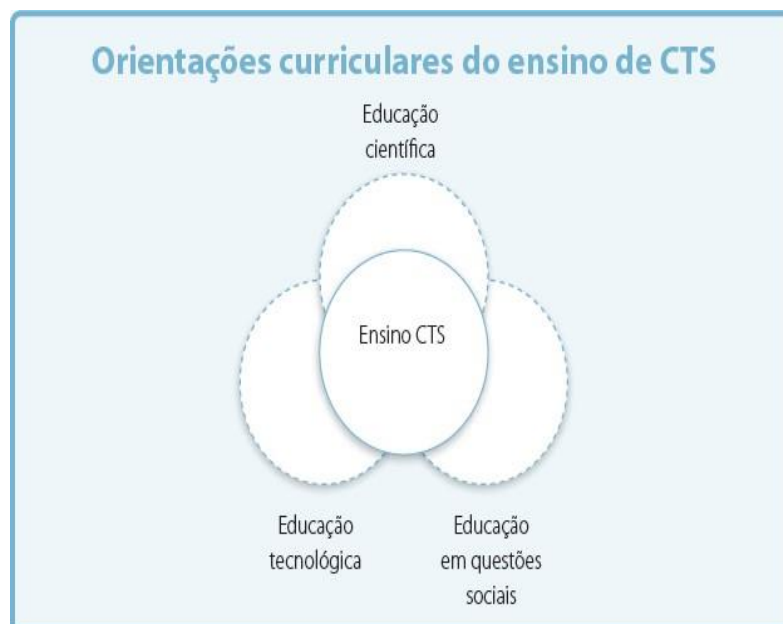 Orientações curriculares do ensino de CTS
Educação
científica
Ensino CTS
Educação
tecnológica
Educação
em questões
sociais